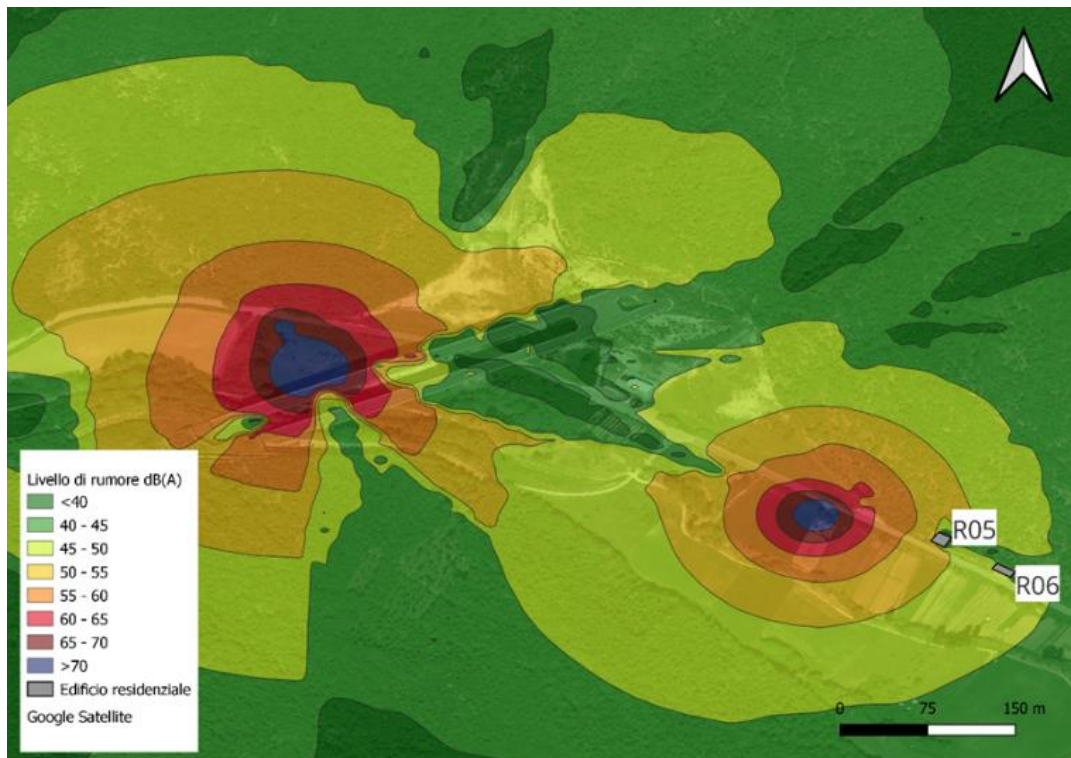 R05
R06
Livello di rumore dB(A)
<40
40 - 45
45 - 50
50 - 55
55 - 60
60 - 65
65 - 70
>70
Edificio residenziale
Google Satellite
0 75 150 m